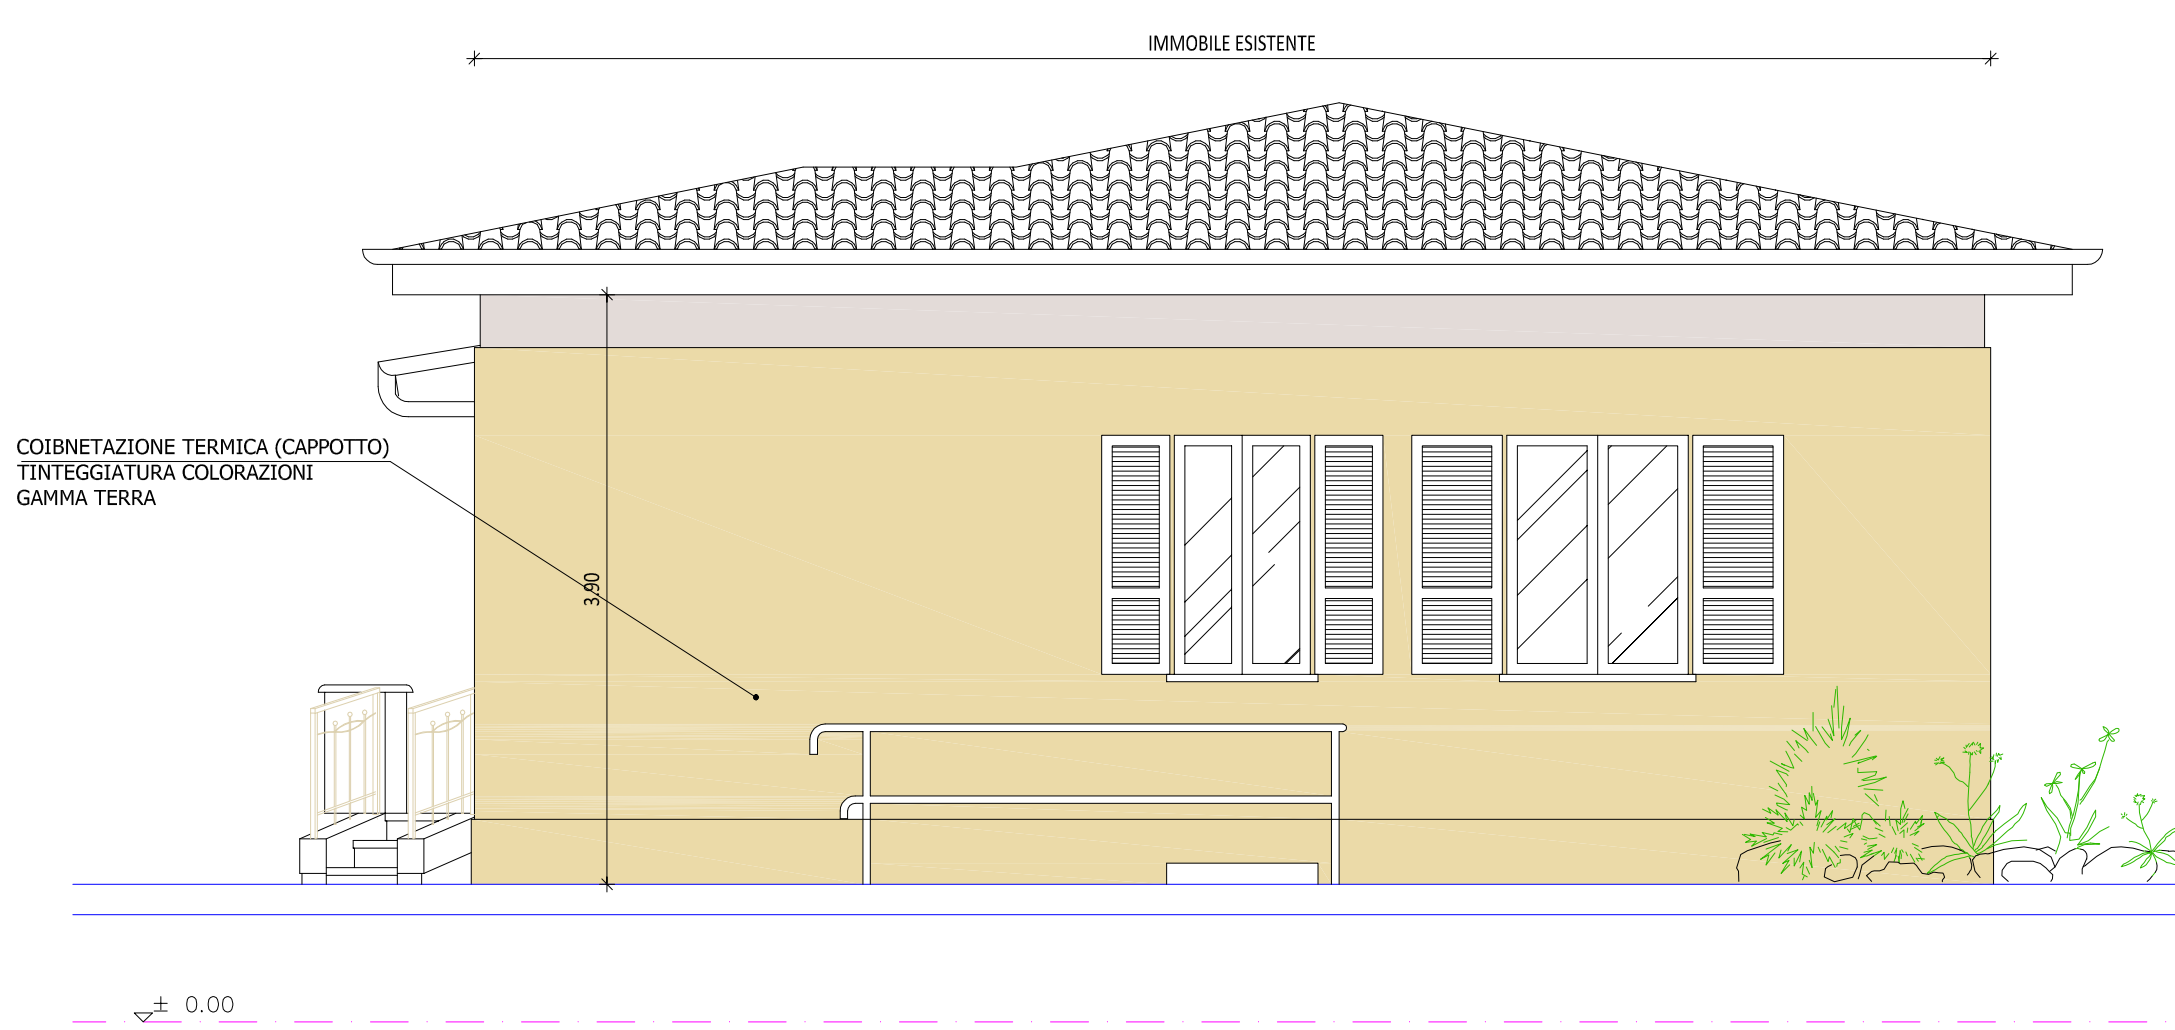 IMMOBILE ESISTENTE
COIBNETAZIONE TERMICA (CAPPOTTO)
TINTEGGIATURA COLORAZIONI
GAMMA TERRA
3.90
± 0.00